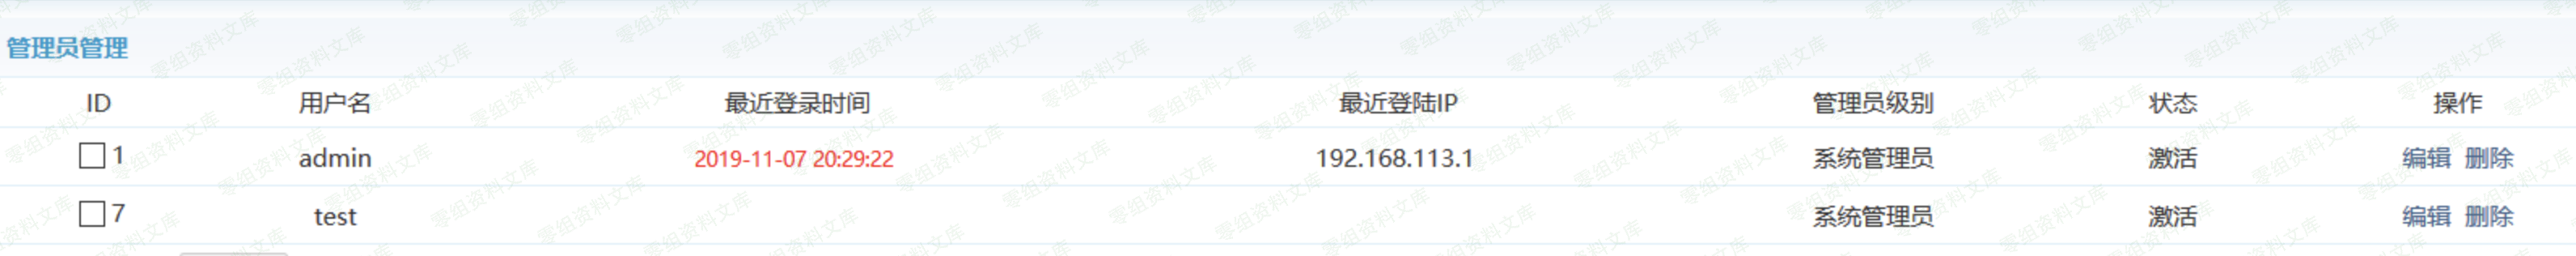 管理员管理
ID 用户名 最近登录时间 最近登陆IP 管理员级别 状态 操作
1 admin 2019-11-07 20:29:22 192.168.113.1 系统管理员 激活 编辑 删除
7 test 系统管理员 激活 编辑 删除
零组资料文库